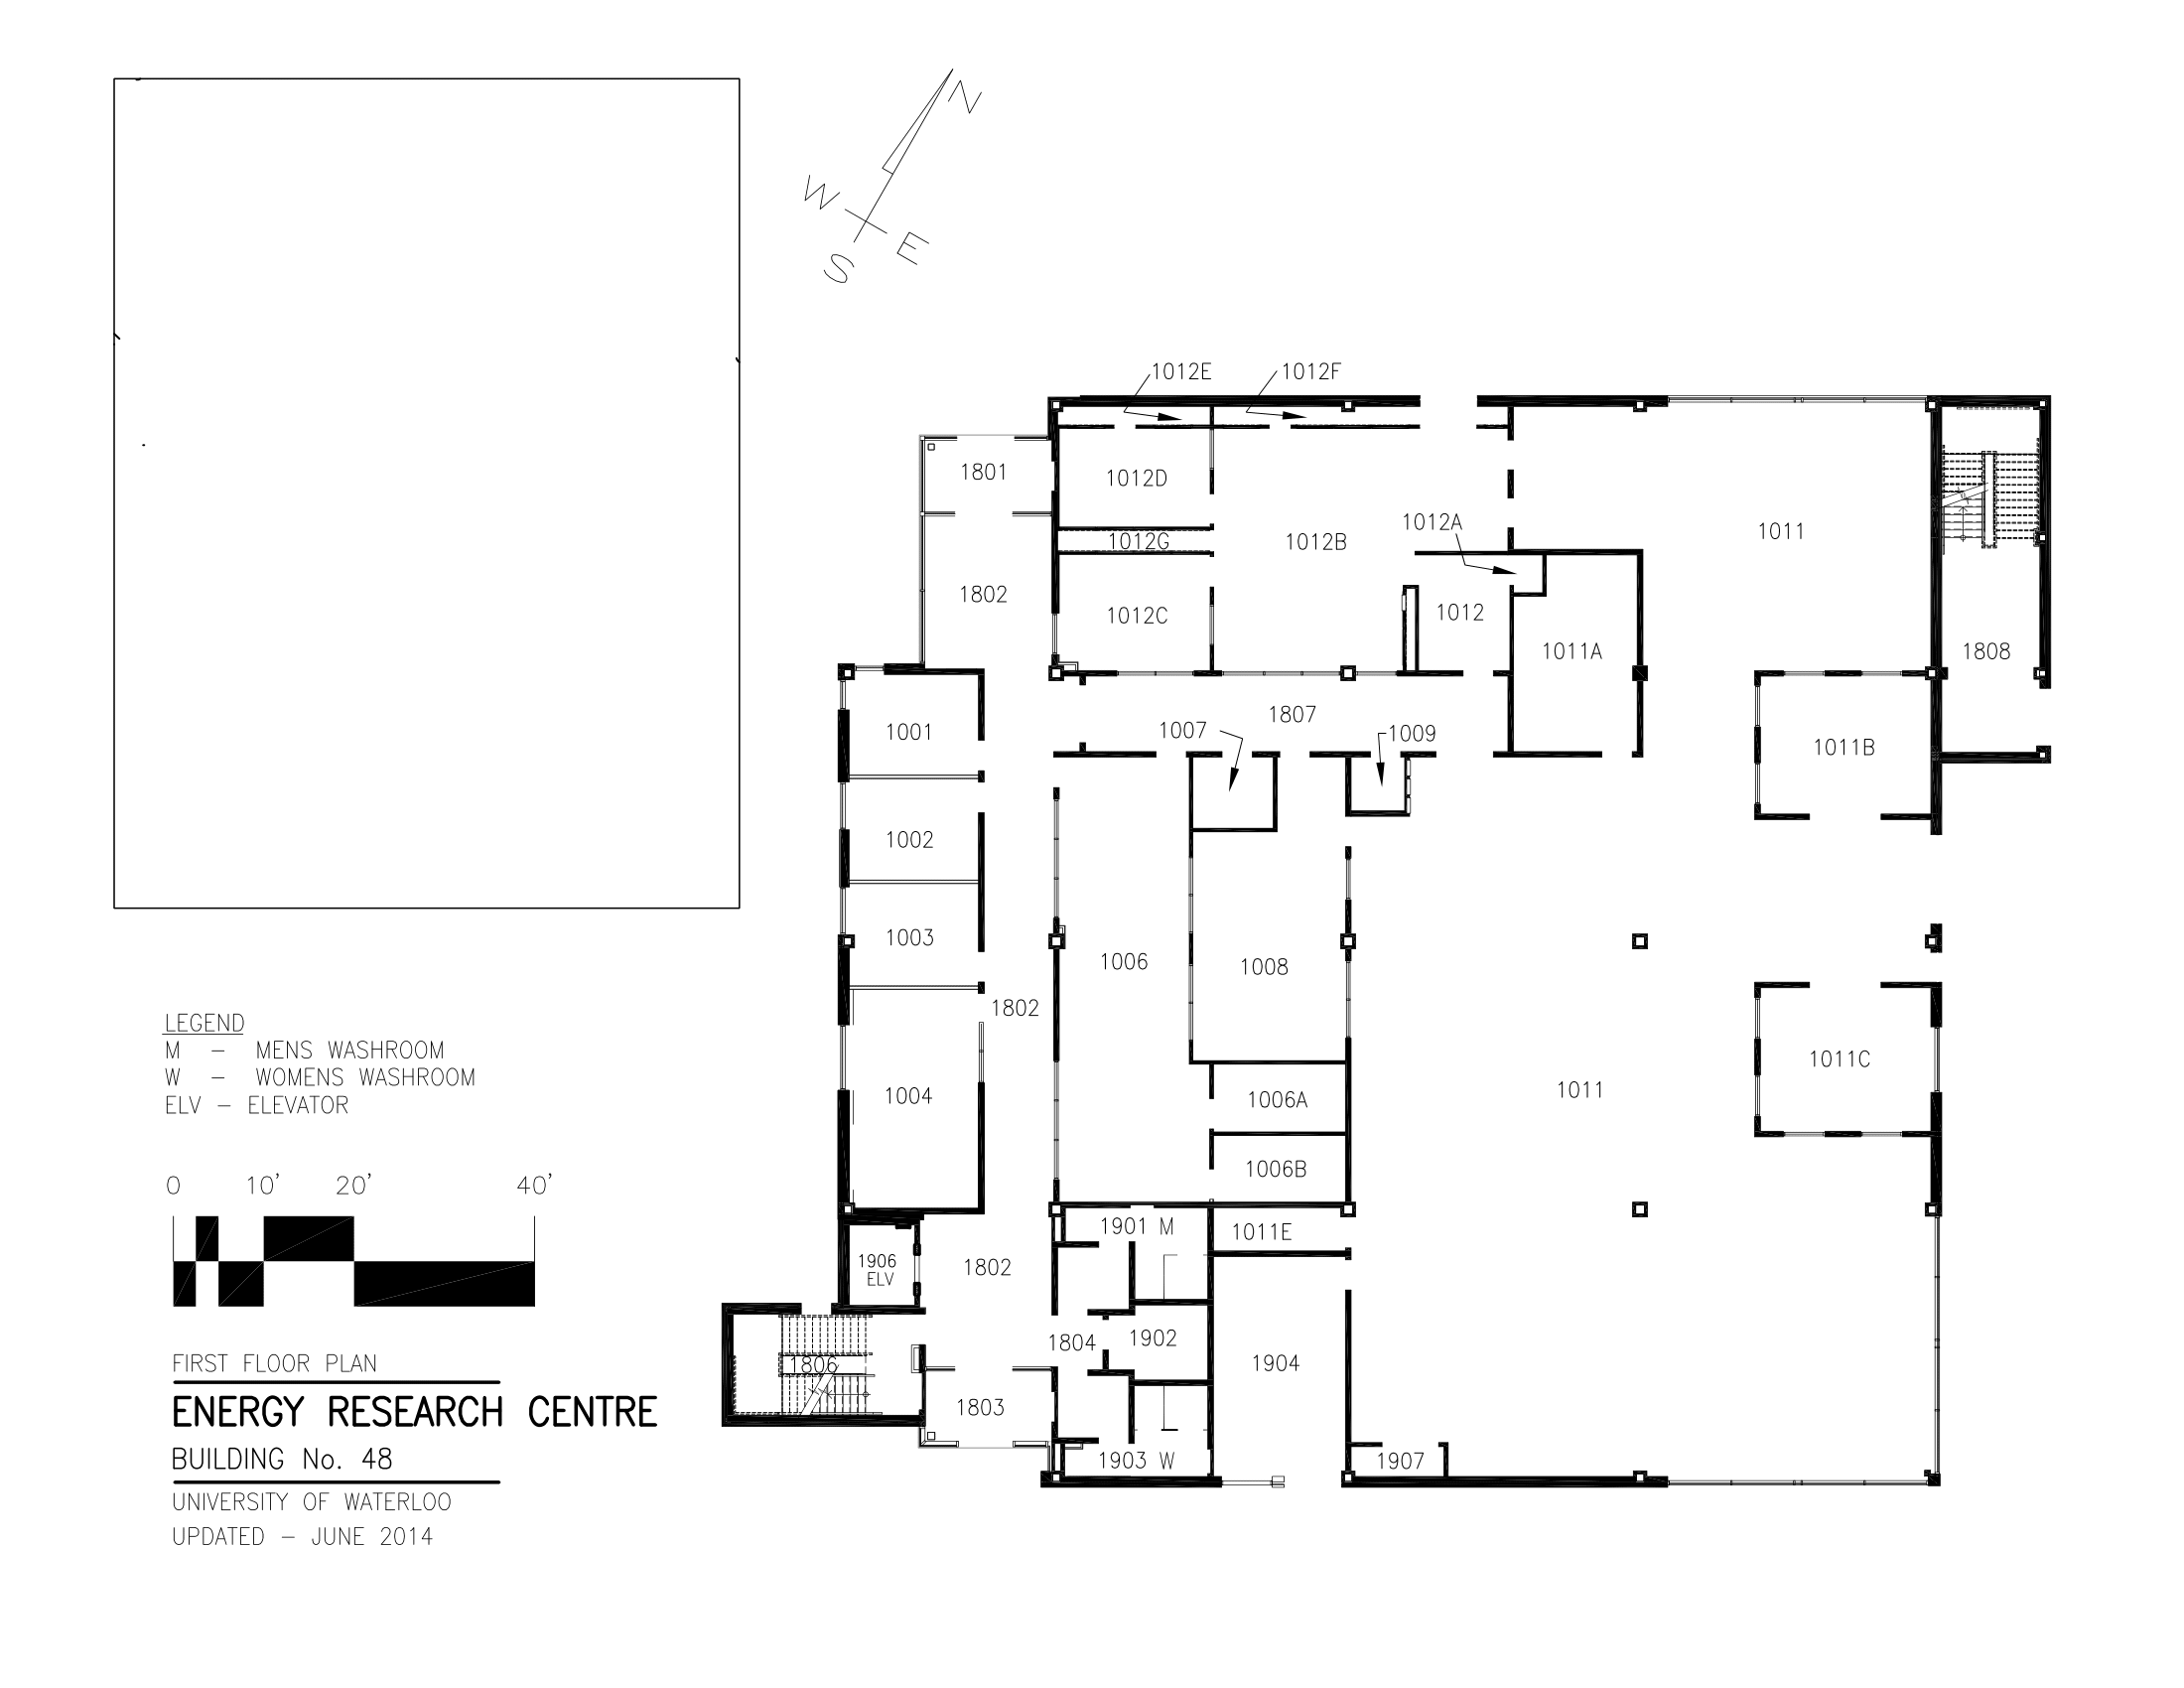 N
W
E
S
1012E
1012F
1801
1012D
1012A
1011
1012G
1012B
1802
1012C
1012
1011A
1808
1807
1007
1001
1009
1011B
1002
1003
1006
1008
1802
LEGEND
M – MENS WASHROOM
W – WOMENS WASHROOM
ELV – ELEVATOR
1004
1006A
1011
1011C
1006B
0 10' 20' 40'
1901 M
1011E
1906
ELV
1802
1804
1902
1806
1904
1803
1903 W
1907
FIRST FLOOR PLAN
ENERGY RESEARCH CENTRE
BUILDING No. 48
UNIVERSITY OF WATERLOO
UPDATED – JUNE 2014